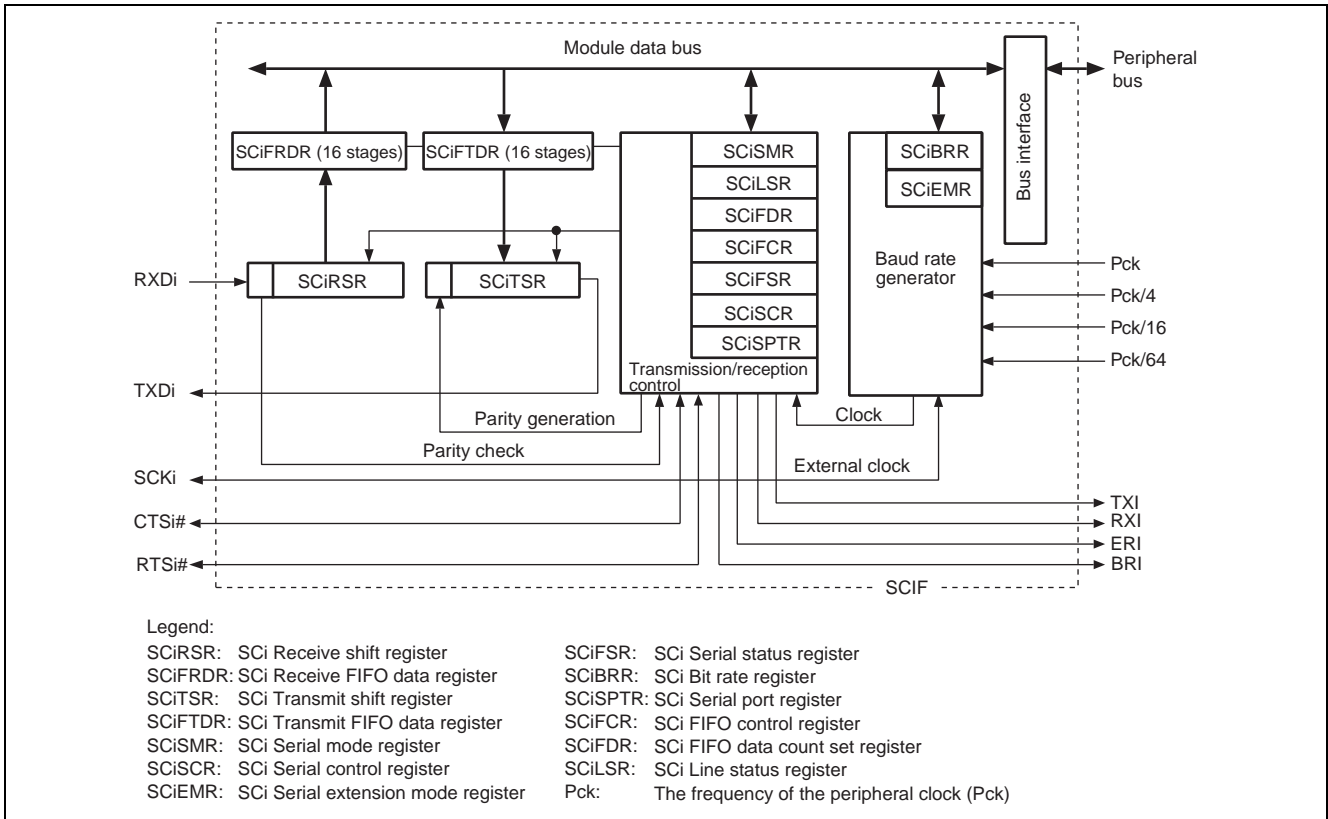 Module data bus
Peripheral
bus
Bus interface
SCiFRDR (16 stages)
SCiFTDR (16 stages)
SCiSMR
SCiLSR
SCiFDR
SCiFCR
SCiFSR
SCiSCR
SCiSPTR
Transmission/reception
control
SCiBRR
SCiEMR
Baud rate
generator
SCiRSR
SCiTSR
RXDi
TXDi
SCKi
CTSi#
RTSi#
Pck
Pck/4
Pck/16
Pck/64
Parity generation
Parity check
Clock
External clock
TXI
RXI
ERI
BRI
SCIF
Legend:
SCiRSR: SCi Receive shift register
SCiFRDR: SCi Receive FIFO data register
SCiTSR: SCi Transmit shift register
SCiFTDR: SCi Transmit FIFO data register
SCiSMR: SCi Serial mode register
SCiSCR: SCi Serial control register
SCiEMR: SCi Serial extension mode register
SCiFSR: SCi Serial status register
SCiBRR: SCi Bit rate register
SCiSPTR: SCi Serial port register
SCiFCR: SCi FIFO control register
SCiFDR: SCi FIFO data count set register
SCiLSR: SCi Line status register
Pck: The frequency of the peripheral clock (Pck)